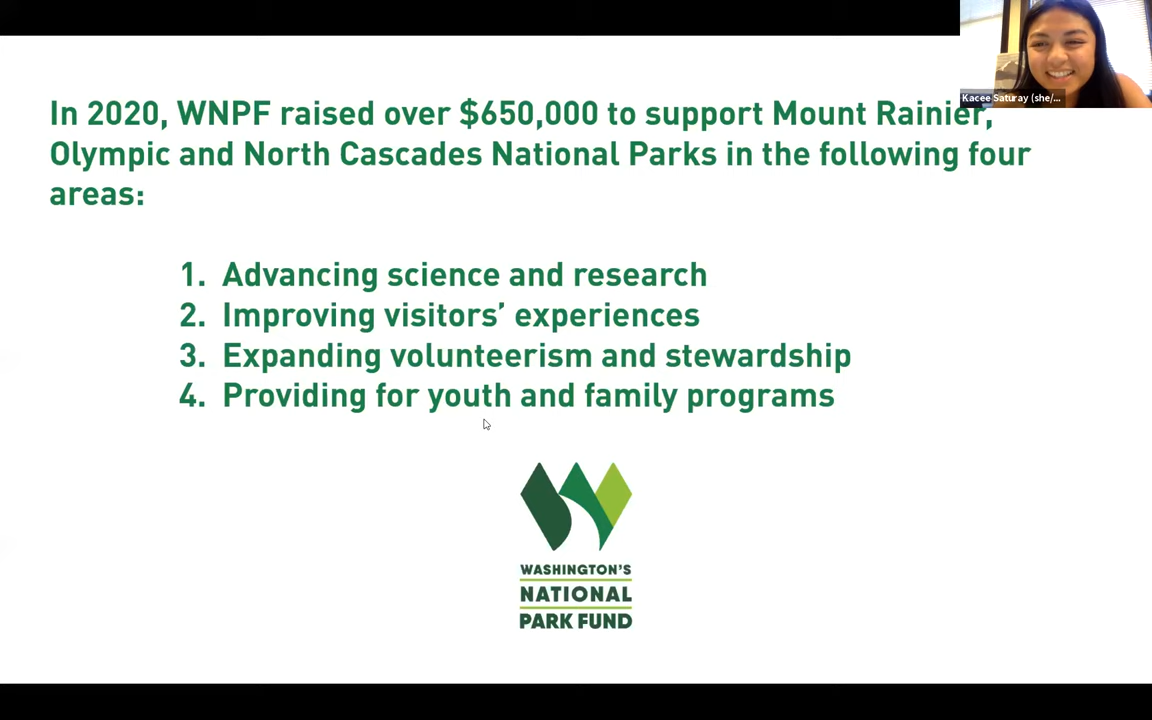 Kacee Saturay (she/...
In 2020, WNPF raised over $650,000 to support Mount Rainier,
Olympic and North Cascades National Parks in the following four
areas:
1. Advancing science and research
2. Improving visitors’ experiences
3. Expanding volunteerism and stewardship
4. Providing for youth and family programs
WASHINGTON'S
NATIONAL
PARK FUND